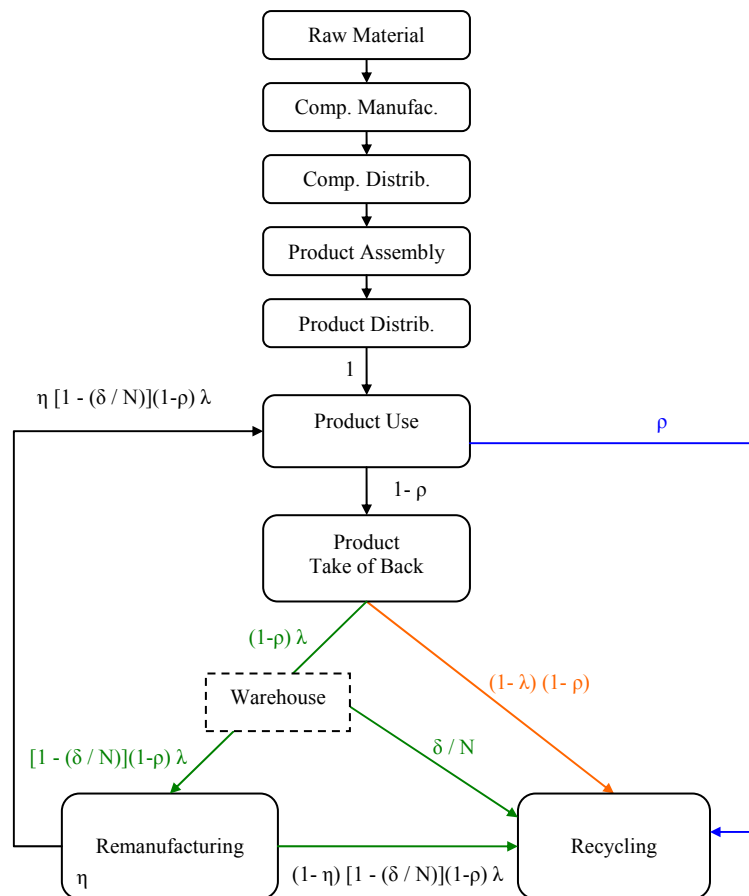 Raw Material
Comp. Manufac.
Comp. Distrib.
Product Assembly
Product Distrib.
1
η [1 - (δ / N)](1-ρ) λ
Product Use
ρ
1- ρ
Product
Take of Back
(1-ρ) λ
(1- λ) (1- ρ)
Warehouse
[1 - (δ / N)](1-ρ) λ
δ / N
Remanufacturing
Recycling
η
(1- η) [1 - (δ / N)](1-ρ) λ